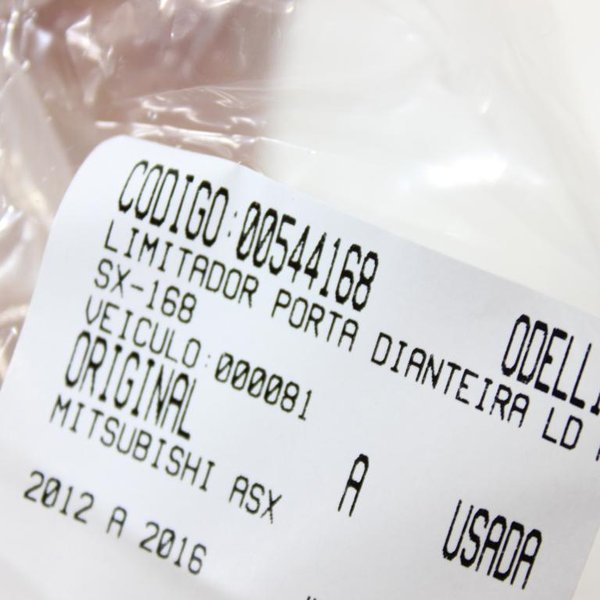 CODIGO:00544168
ODELLI
LIMITADOR PORTA DIANTEIRA LD
SX-168
VEICULO:000081
ORIGINAL
A
USADA
MITSUBISHI ASX
2012 A 2016